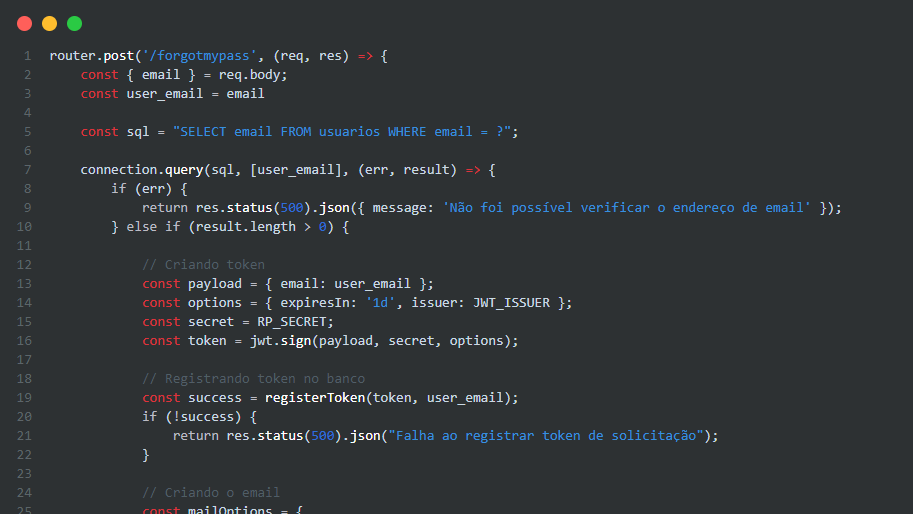 1 router.post('/forgotmypass', (req, res) => {
2 const { email } = req.body;
3 const user_email = email
4
5 const sql = "SELECT email FROM usuarios WHERE email = ?";
6
7 connection.query(sql, [user_email], (err, result) => {
8 if (err) {
9 return res.status(500).json({ message: 'Não foi possível verificar o endereço de email' });
10 } else if (result.length > 0) {
11
12 // Criando token
13 const payload = { email: user_email };
14 const options = { expiresIn: '1d', issuer: JWT_ISSUER };
15 const secret = RP_SECRET;
16 const token = jwt.sign(payload, secret, options);
17
18 // Registrando token no banco
19 const success = registerToken(token, user_email);
20 if (!success) {
21 return res.status(500).json("Falha ao registrar token de solicitação");
22 }
23
24 // Criando o email
25 const mailOptions = {